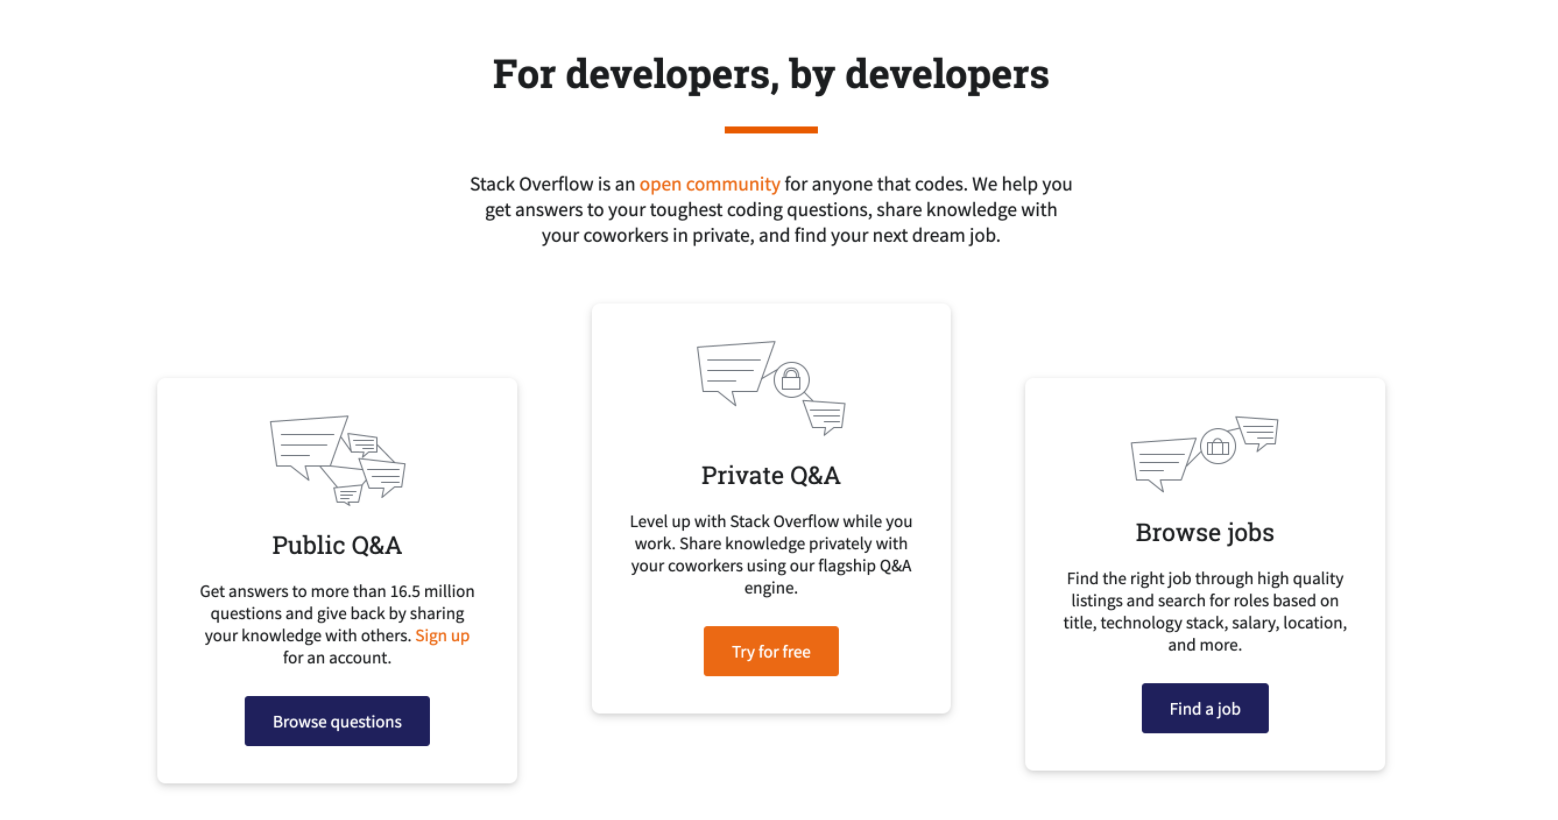 For developers, by developers
Stack Overflow is an open community for anyone that codes. We help you
get answers to your toughest coding questions, share knowledge with
your coworkers in private, and find your next dream job.
Public Q&A
Get answers to more than 16.5 million
questions and give back by sharing
your knowledge with others. Sign up
for an account.
Browse questions
Private Q&A
Level up with Stack Overflow while you
work. Share knowledge privately with
your coworkers using our flagship Q&A
engine.
Try for free
Browse jobs
Find the right job through high quality
listings and search for roles based on
title, technology stack, salary, location,
and more.
Find a job